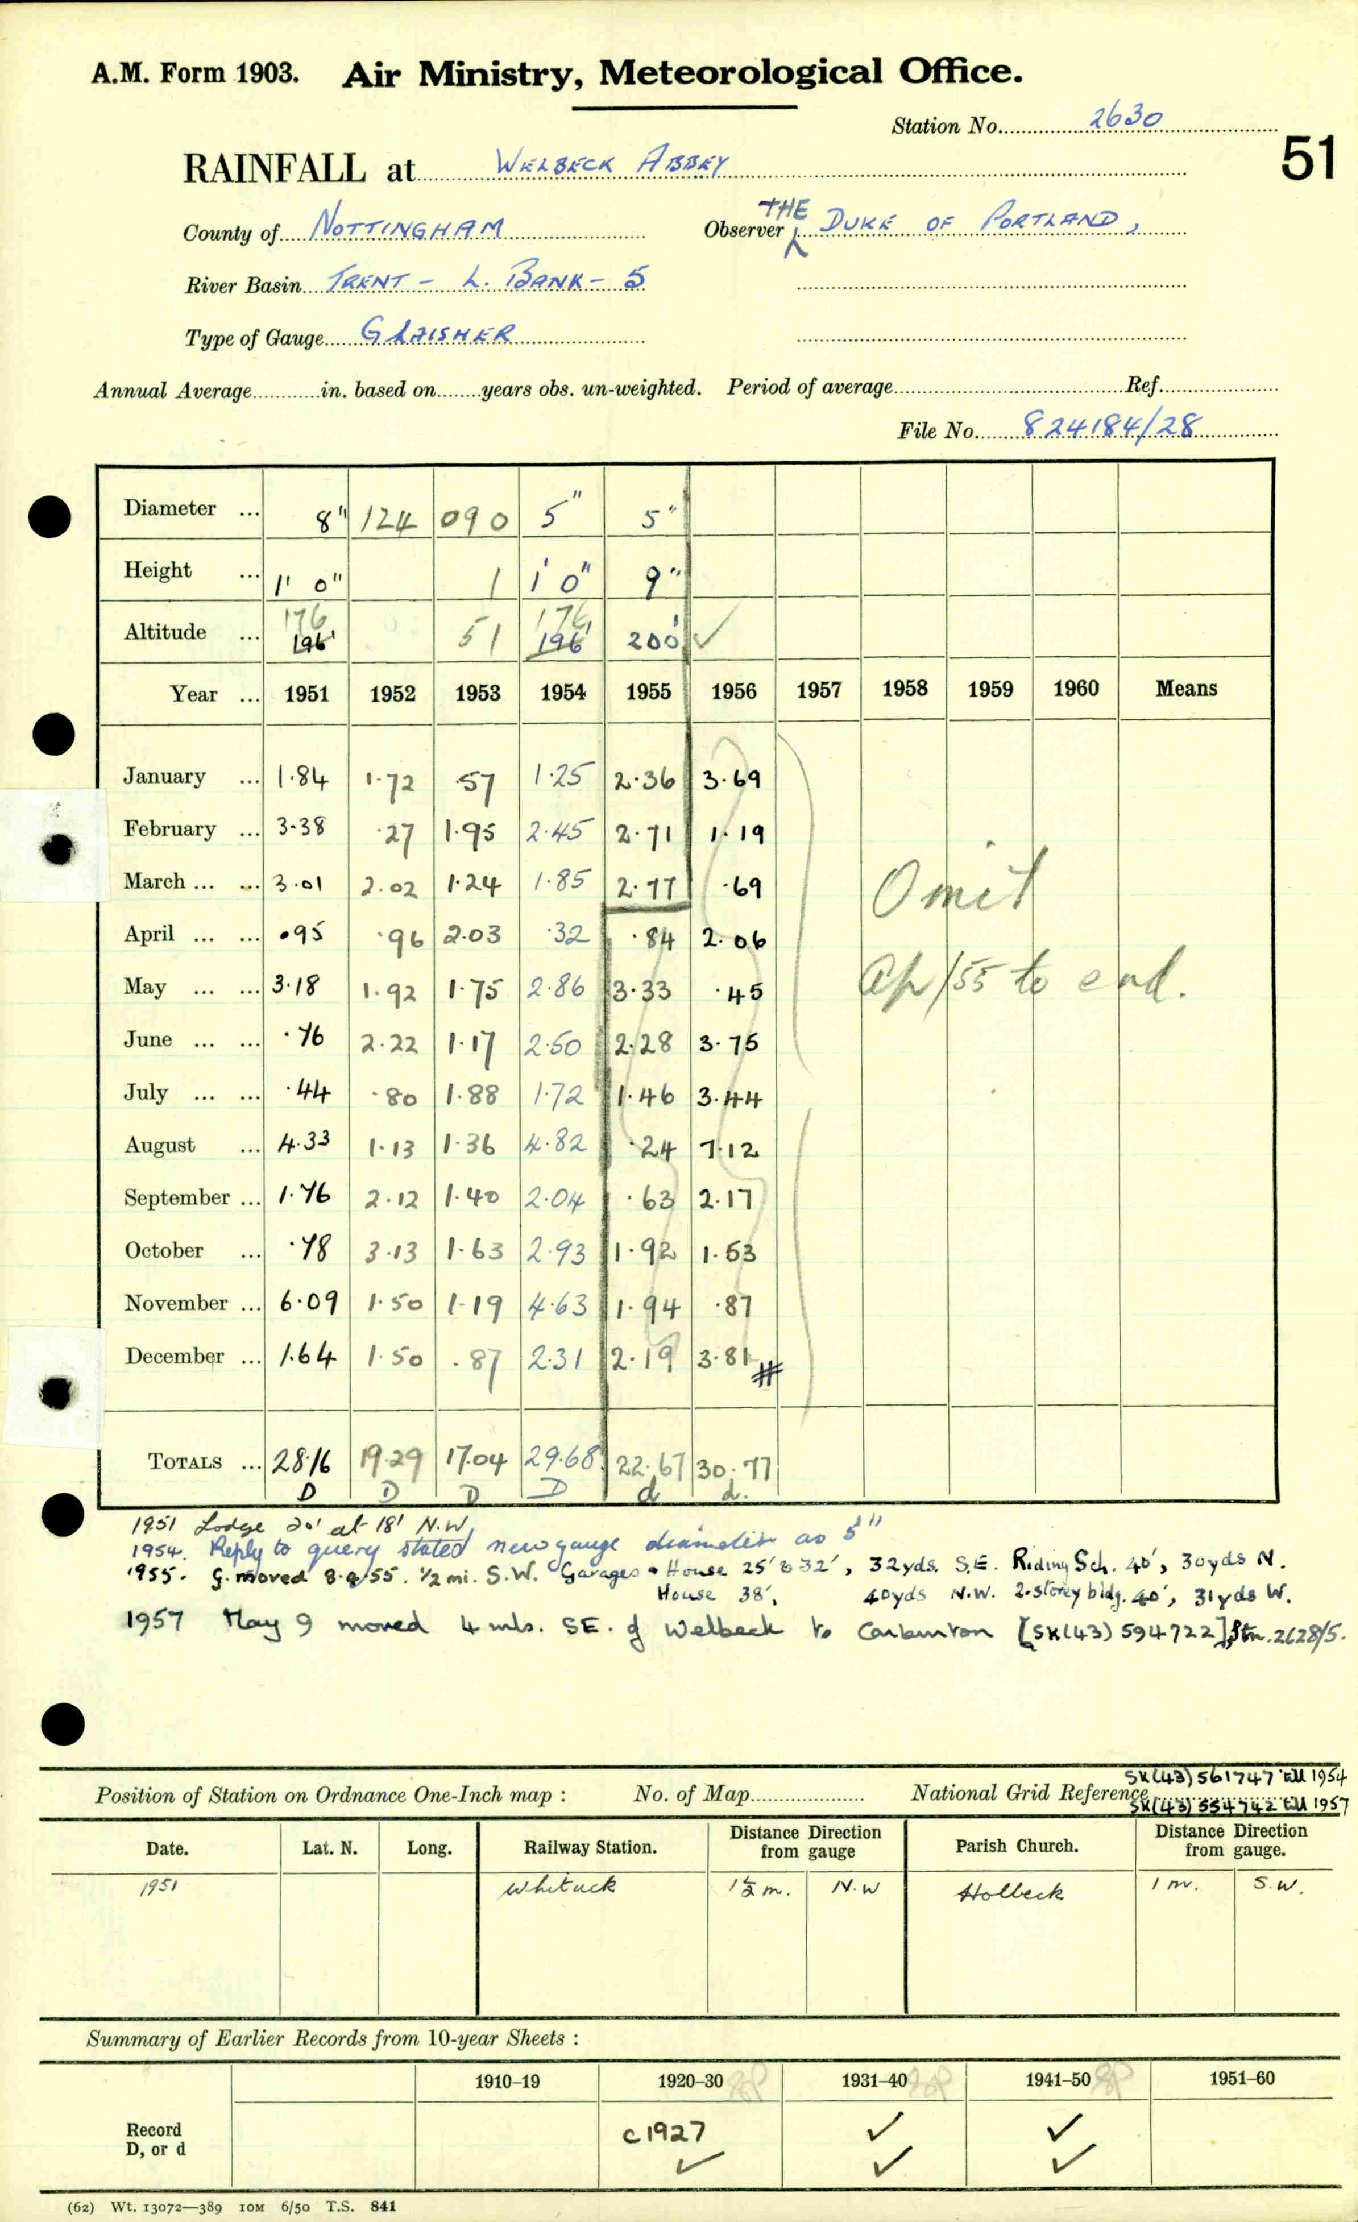 A.M. Form 1903. Air Ministry, Meteorological Office.
Station No. 2630
51
RAINFALL at WELBECK ABBEY
County of NOTTINGHAM Observer THE DUKE OF PORTLAND,
River Basin TRENT - L. BANK - 5
Type of Gauge GLAISHER
Annual Average in. based on years obs. un-weighted. Period of average Ref.
File No. 824184/28
Diameter ... 8" 124 090 5" 5"
Height ... 1' 0" 1 1' 0" 9"
176 176
Altitude ... 196' 51 196' 200' ✓
Year ... 1951 1952 1953 1954 1955 1956 1957 1958 1959 1960 Means
January ... 1.84 1.72 .57 1.25 2.36 3.69
February ... 3.38 .27 1.95 2.45 2.71 1.19
March ... ... 3.01 2.02 1.24 1.85 2.77 .69 Omit
April ... ... .95 .96 2.03 .32 .84 2.06
May ... ... 3.18 1.92 1.75 2.86 3.33 .45 Ap/55 to end.
June ... ... .76 2.22 1.17 2.50 2.28 3.75
July ... ... .44 .80 1.88 1.72 1.46 3.44
August ... 4.33 1.13 1.36 4.82 .24 7.12
September ... 1.76 2.12 1.40 2.04 .63 2.17
October ... .78 3.13 1.63 2.93 1.92 1.53
November ... 6.09 1.50 1.19 4.63 1.94 .87
December ... 1.64 1.50 .87 2.31 2.19 3.81 #
TOTALS ... 28.16 19.29 17.04 29.68 22.67 30.77
D D D D d d.
1951 Lodge 20' at 18' N.W.
1954. Reply to query stated new gauge diameter as 5"
1955. G. moved 8.4/55. 1/2 mi. S.W. Garages & House 25' & 32', 32yds. S.E. Riding Sch. 40', 30yds N.
House 38', 40yds N.W. 2-storey bldg. 40', 31yds W.
1957 May 9 moved 4 mls. SE. of Welbeck to Carburton [SK(43) 594722] Stn. 2628/5.
SK(43) 561747 till 1954
Position of Station on Ordnance One-Inch map : No. of Map National Grid Reference SK(43) 554742 till 1957
Date. Lat. N. Long. Railway Station. Distance Direction from gauge Parish Church. Distance Direction from gauge.
1951 Whitwell 1½ m. N.W Holbeck 1 m. S.W.
Summary of Earlier Records from 10-year Sheets :
1910–19 1920–30 1931–40 1941–50 1951–60
Record c1927 ✓ ✓
D, or d ✓ ✓ ✓
(62) Wt. 13072—389 10M 6/50 T.S. 841